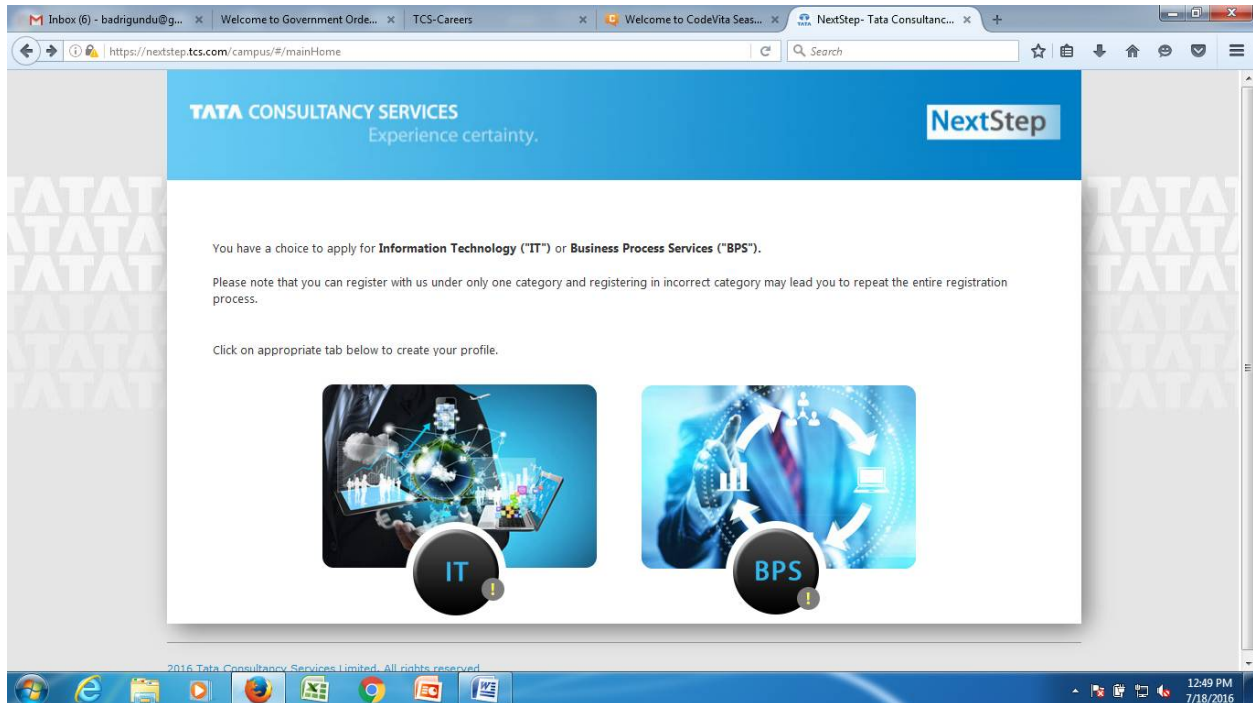 Inbox (6) - badrigundu@g...
Welcome to Government Orde...
TCS-Careers
Welcome to CodeVita Seas...
NextStep- Tata Consultanc...
https://nextstep.tcs.com/campus/#/mainHome
Search
TATA CONSULTANCY SERVICES
Experience certainty.
NextStep
You have a choice to apply for Information Technology ("IT") or Business Process Services ("BPS").
Please note that you can register with us under only one category and registering in incorrect category may lead you to repeat the entire registration
process.
Click on appropriate tab below to create your profile.
IT
!
BPS
!
2016 Tata Consultancy Services Limited. All rights reserved
12:49 PM
7/18/2016